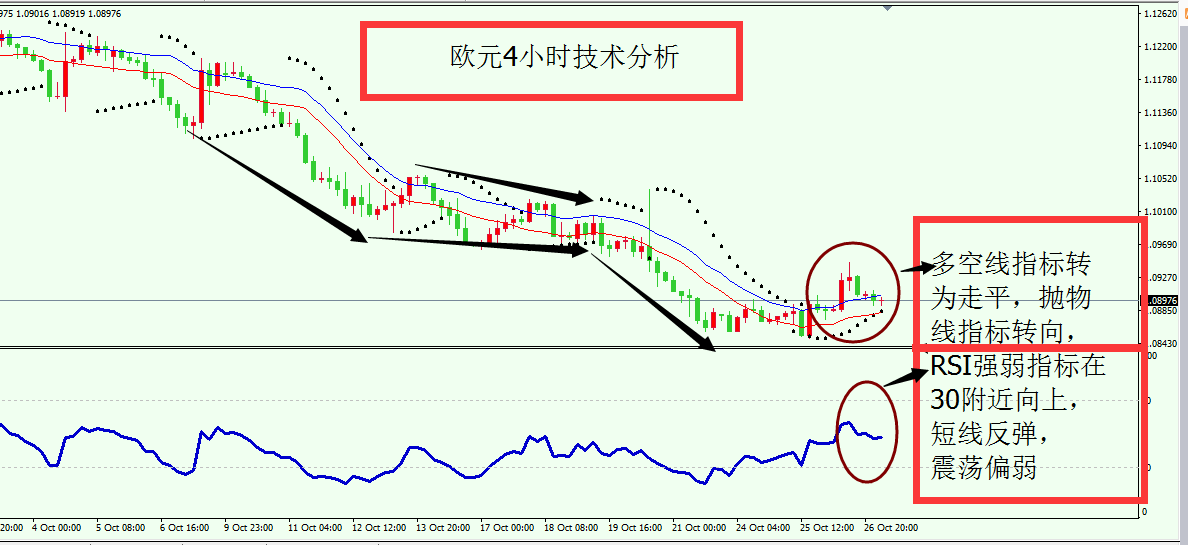 975 1.09016 1.08919 1.08976
欧元4小时技术分析
1.12620
1.12200
1.11780
1.11360
1.10940
1.10520
1.10100
1.09690
1.09270
1.08976
1.08850
1.08430
多空线指标转
为走平，抛物
线指标转向，
00
RSI强弱指标在
30附近向上，
短线反弹，
震荡偏弱
0
0
0
20:00
4 Oct 00:00
5 Oct 08:00
6 Oct 16:00
9 Oct 23:00
11 Oct 04:00
12 Oct 12:00
13 Oct 20:00
17 Oct 00:00
18 Oct 08:00
19 Oct 16:00
21 Oct 00:00
24 Oct 04:00
25 Oct 12:00
26 Oct 20:00